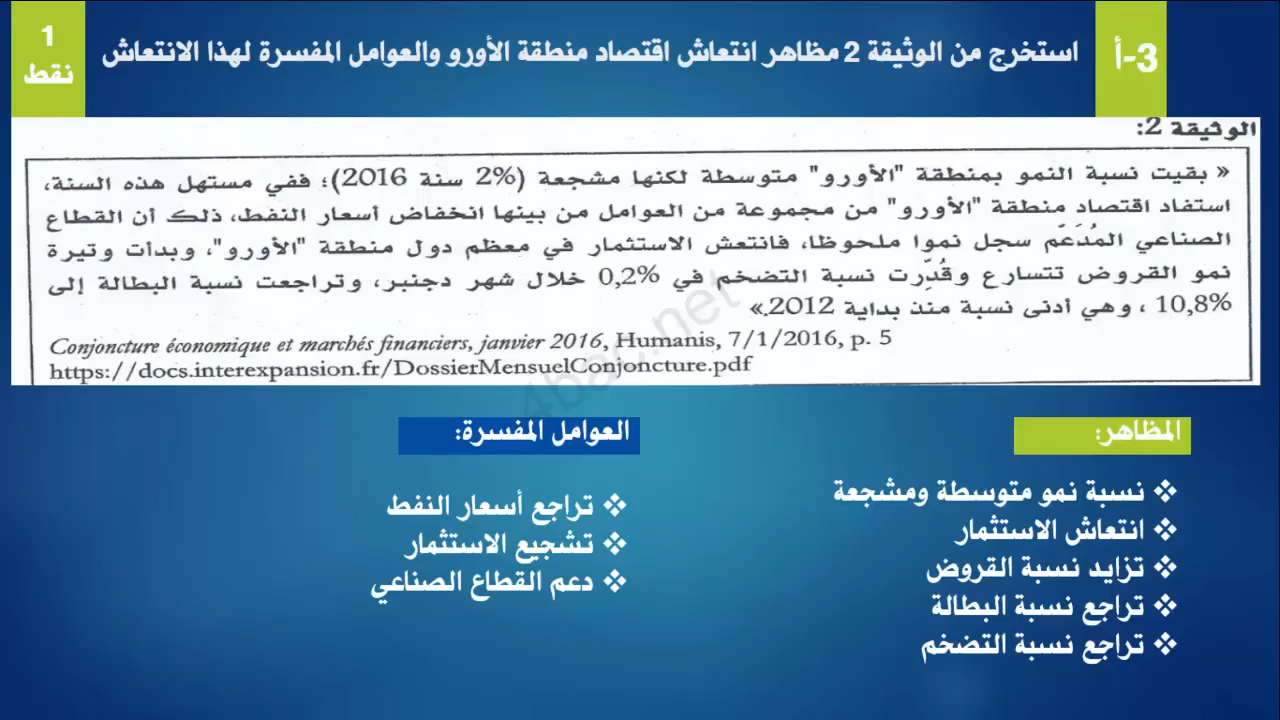 3-أ
استخرج من الوثيقة 2 مظاهر انتعاش اقتصاد منطقة الأورو والعوامل المفسرة لهذا الانتعاش
1
نقط
الوثيقة 2:
« بقيت نسبة النمو بمنطقة "الأورو" متوسطة لكنها مشجعة (2% سنة 2016)؛ ففي مستهل هذه السنة،
استفاد اقتصاد منطقة "الأورو" من مجموعة من العوامل من بينها انخفاض أسعار النفط، ذلك أن القطاع
الصناعي المُدَعَّم سجل نموا ملحوظا، فانتعش الاستثمار في معظم دول منطقة "الأورو"، وبدأت وتيرة
نمو القروض تتسارع وقُدِّرت نسبة التضخم في 0,2% خلال شهر دجنبر، وتراجعت نسبة البطالة إلى
10,8% ، وهي أدنى نسبة منذ بداية 2012.»
Conjoncture économique et marchés financiers, janvier 2016, Humanis, 7/1/2016, p. 5
https://docs.interexpansion.fr/DossierMensuelConjoncture.pdf
4bac.net
المظاهر:
❖ نسبة نمو متوسطة ومشجعة
❖ انتعاش الاستثمار
❖ تزايد نسبة القروض
❖ تراجع نسبة البطالة
❖ تراجع نسبة التضخم
العوامل المفسرة:
❖ تراجع أسعار النفط
❖ تشجيع الاستثمار
❖ دعم القطاع الصناعي